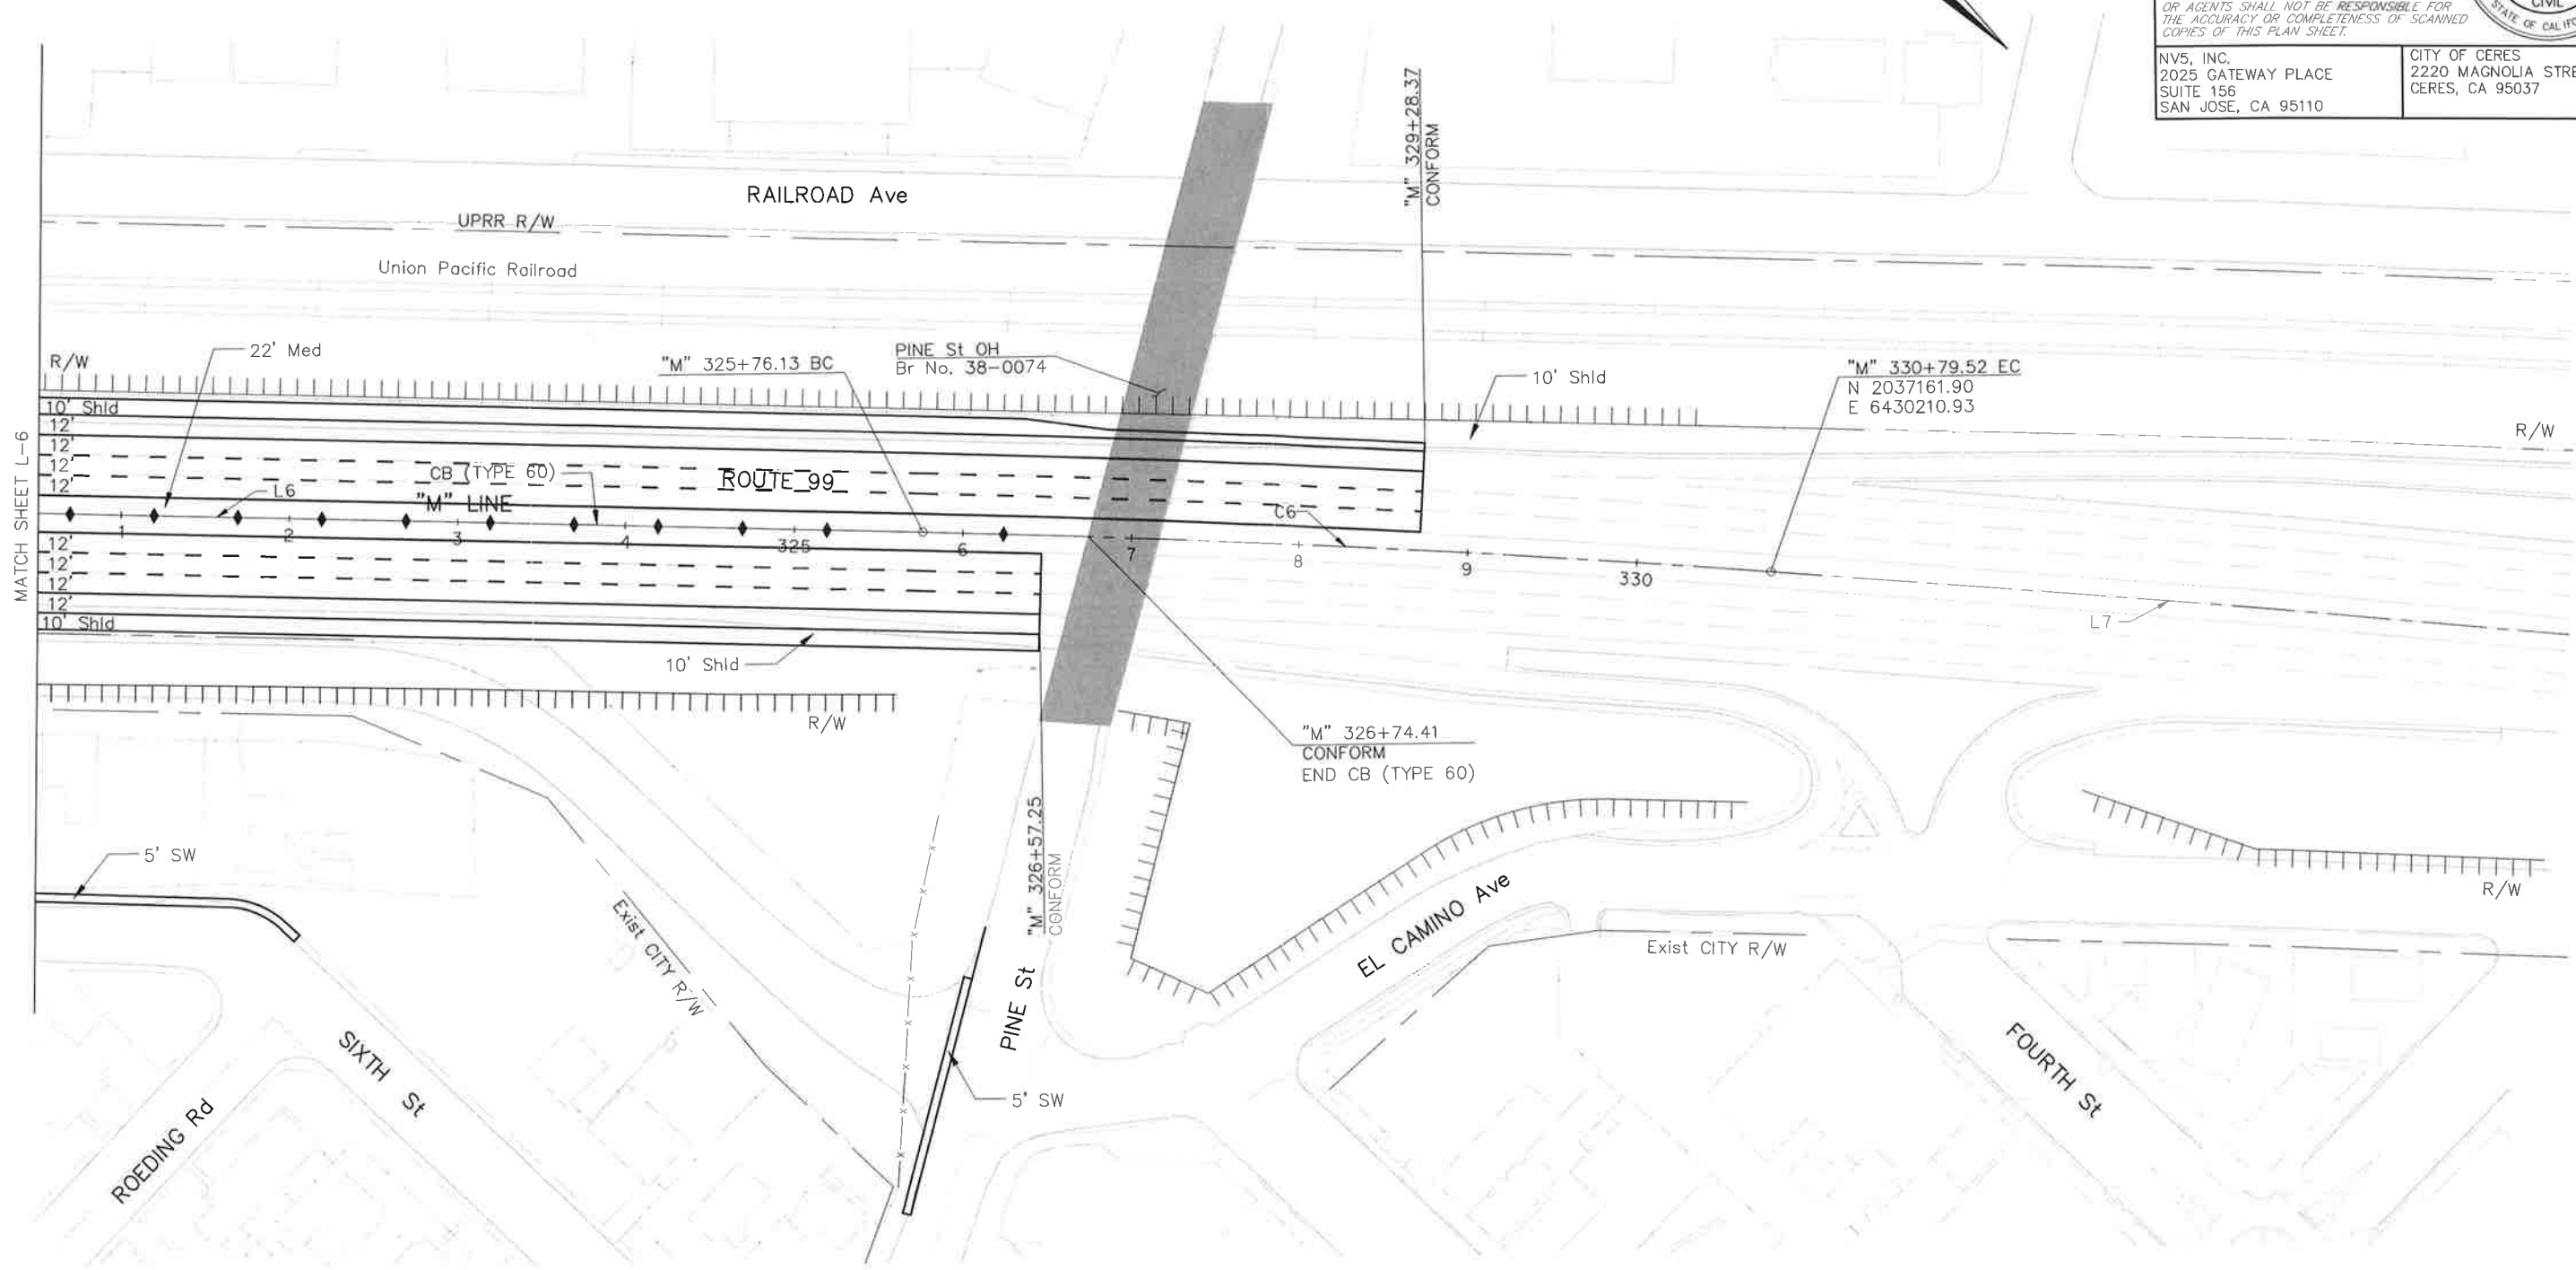 OR AGENTS SHALL NOT BE RESPONSIBLE FOR
THE ACCURACY OR COMPLETENESS OF SCANNED
COPIES OF THIS PLAN SHEET.
CIVIL
STATE OF CALIFO
NV5, INC.
2025 GATEWAY PLACE
SUITE 156
SAN JOSE, CA 95110
CITY OF CERES
2220 MAGNOLIA STRE
CERES, CA 95037
"M" 329+28.37
CONFORM
RAILROAD Ave
UPRR R/W
Union Pacific Railroad
R/W
22' Med
"M" 325+76.13 BC
PINE St OH
Br No. 38-0074
10' Shld
"M" 330+79.52 EC
N 2037161.90
E 6430210.93
R/W
MATCH SHEET L-6
10' Shld
12'
12'
12'
12'
CB (TYPE 60)
ROUTE 99
L6
"M" LINE
C6
1
2
3
4
325
6
7
8
9
330
12'
12'
12'
12'
10' Shld
10' Shld
L7
R/W
"M" 326+74.41
CONFORM
END CB (TYPE 60)
"M" 326+57.25
CONFORM
5' SW
Exist CITY R/W
EL CAMINO Ave
Exist CITY R/W
R/W
PINE St
5' SW
SIXTH St
ROEDING Rd
FOURTH St